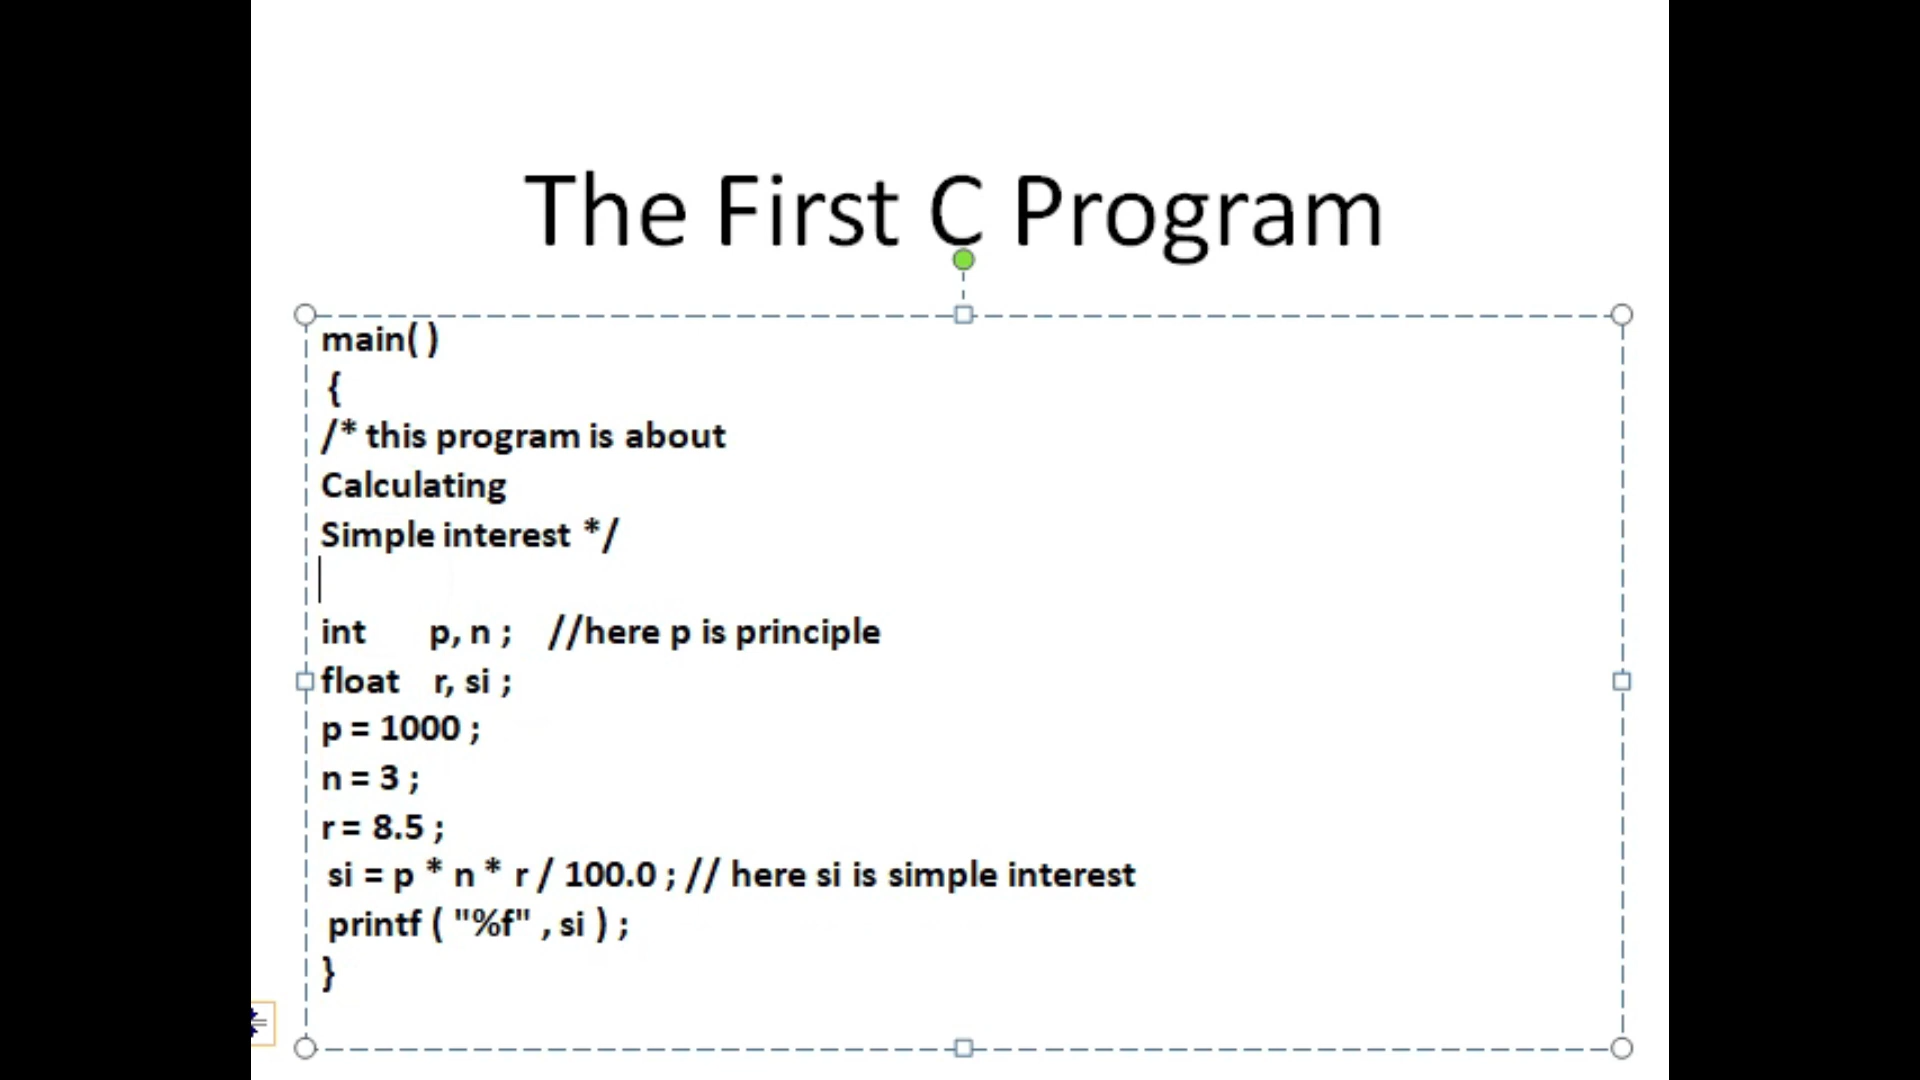 The First C Program
main( )
{
/* this program is about
Calculating
Simple interest */
int p, n ; //here p is principle
float r, si ;
p = 1000 ;
n = 3 ;
r = 8.5 ;
si = p * n * r / 100.0 ; // here si is simple interest
printf ( "%f" , si ) ;
}